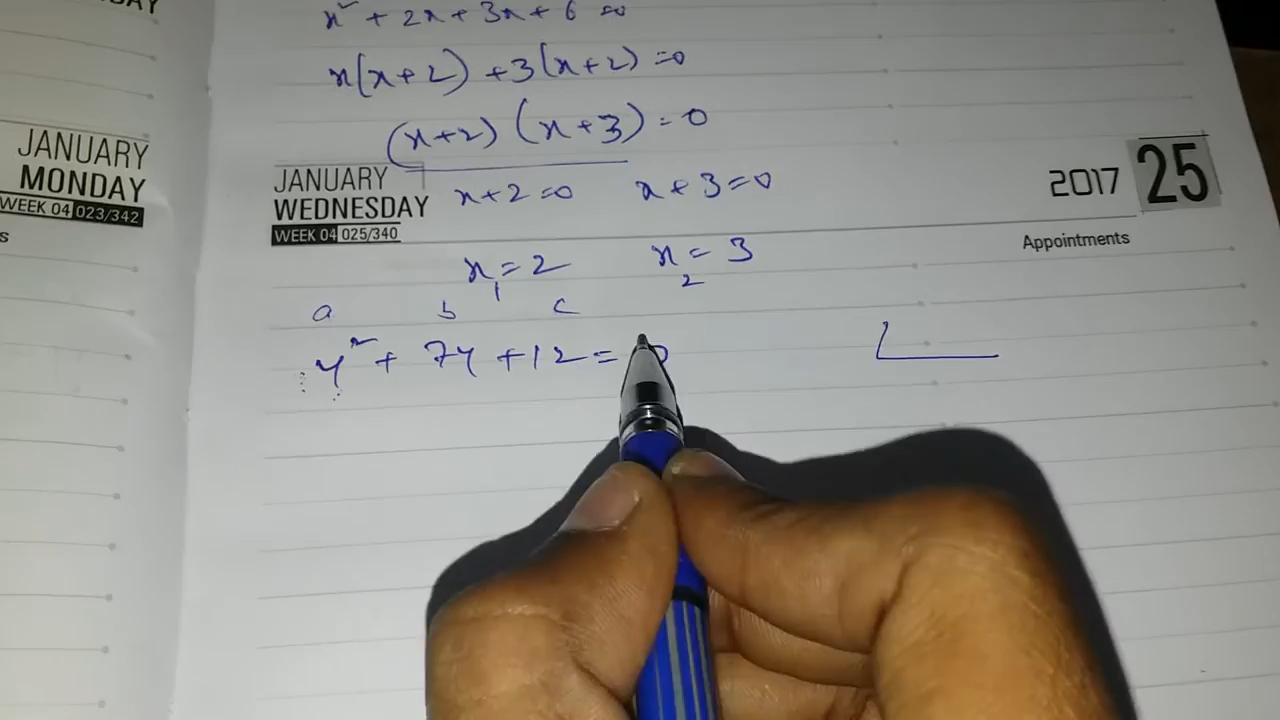 AY
x² + 2x + 3x + 6 = 0
x(x+2) + 3(x+2) = 0
(x+2) (x+3) = 0
JANUARY
MONDAY
WEEK 04 023/342
s
JANUARY
WEDNESDAY
WEEK 04 025/340
2017 25
Appointments
x+2=0 x+3=0
x₁ = 2 x₂ = 3
a b c
y² + 7y + 12 = 0